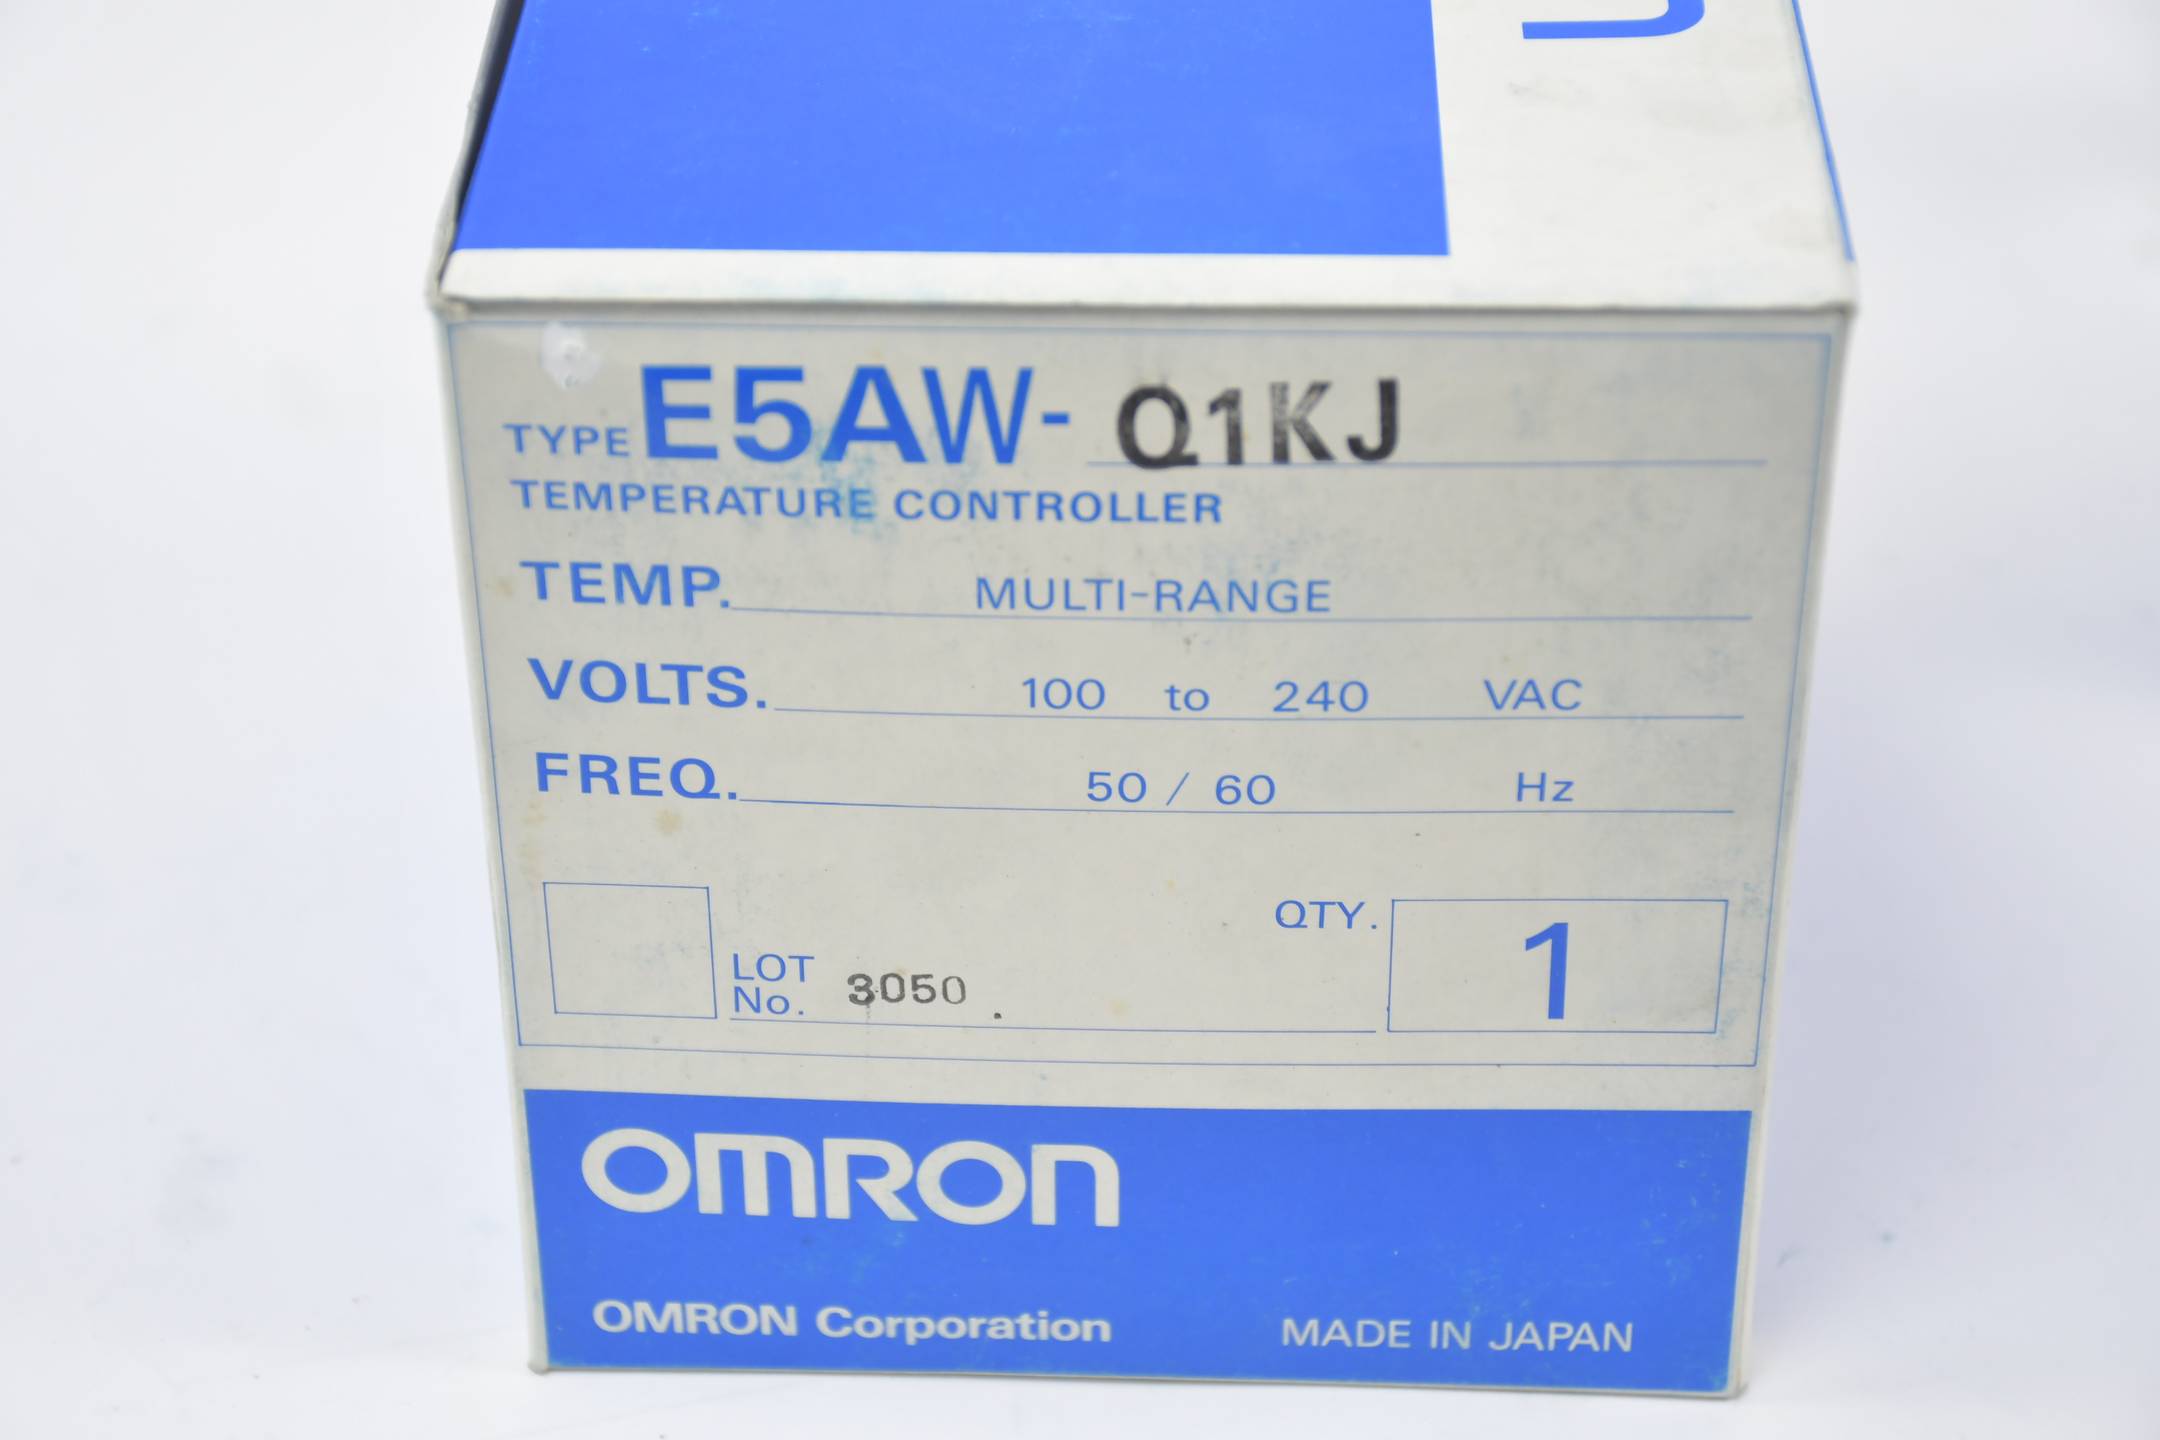 TYPE E5AW- Q1KJ
TEMPERATURE CONTROLLER
TEMP. MULTI-RANGE
VOLTS. 100 to 240 VAC
FREQ. 50 / 60 Hz
QTY. 1
LOT No. 3050 .
OMRON
OMRON Corporation MADE IN JAPAN